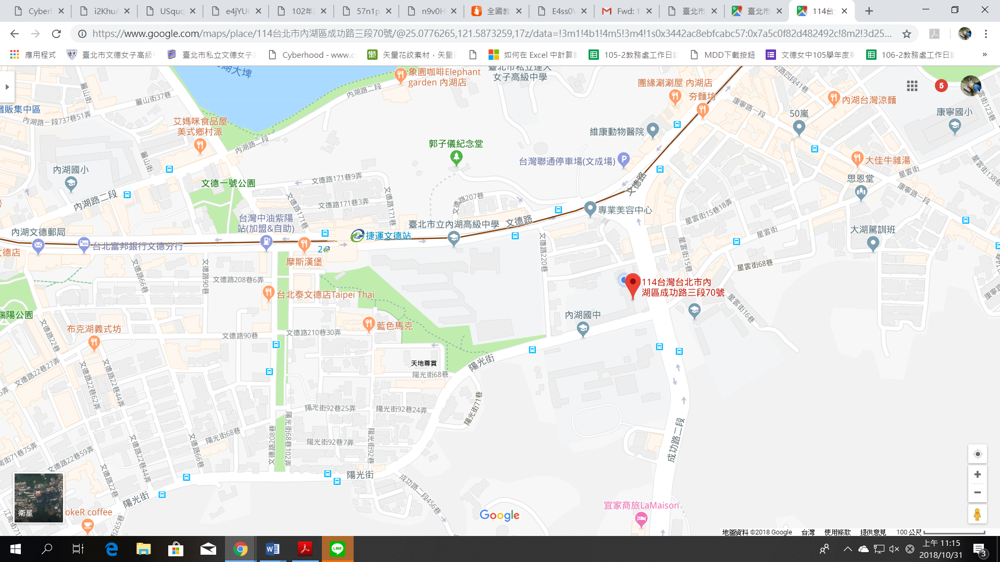 Cyberh
i2KhuA
USquq
e4jYUC
102年
57n1p
n9v0H
全國教
E4ss0V
Fwd: 1
臺北市
臺北市
114台
https://www.google.com/maps/place/114台北市內湖區成功路三段70號/@25.0776265,121.5873259,17z/data=!3m1!4b1!4m5!3m4!1s0x3442ac8ebfcabc57:0x7a5c0f82d482492c!8m2!3d25...
應用程式
臺北市文德女子高級
臺北市私立文德女子
Cyberhood - www.c
矢量花纹素材，矢量
如何在 Excel 中計算
105-2教務處工作日
MDD下載按鈕
文德女中105學年度
106-2教務處工作日
»
湖大埤
象園咖啡Elephant
garden 內湖店
女子高級中學
團緣涮涮屋 內湖店
夯麵坊
成功路四段41巷
內湖台灣涼麵
5
星雲街123巷
康寧國小
50嵐
康寧路一段
麗山街
麗山街37巷
內湖路二段
攤販集中區
內湖路一段737巷51弄
艾媽咪食品屋
美式鄉村派
內湖路二段
維康動物醫院
郭子儀紀念堂
台灣聯通停車場(文成場)
大佳牛雜湯
星雲街
星雲街138巷
思恩堂
康寧路一段
麗山街
內湖國小
文德一號公園
文德路171巷9弄
文德路171巷3弄
文德路171巷
文德路171巷
文德路207巷
文德路
內湖路二段
台灣中油紫陽
站(加盟&自助)
專業美容中心
星雲街15巷18弄
星雲街
大湖駕訓班
內湖文德郵局
台北富邦銀行文德分行
捷運文德站
2
臺北市立內湖高級中學
文德路
文德路220巷
星雲街15巷
星雲街68巷
文德店
摩斯漢堡
文德路66巷
文德路90巷
文德路208巷6弄
台北泰文德店Taipei Thai
114台灣台北市內
湖區成功路三段70號
星雲街16巷
康寧路
瑞陽公園
布克湖義式坊
文德路22巷
文德路90巷
文德路210巷30弄
藍色馬克
內湖國中
天地尊賞
陽光街68巷
陽光街
文德路22巷27弄
文德路22巷62弄
文德路22巷44弄
陽光街92巷25弄
陽光街92巷24弄
陽光街71巷
陽光街68巷
文德路208巷
陽光街68巷102弄
陽光街92巷7弄
陽光街92巷
成功路二段
文德路22巷59弄
文德路22巷
文德路22巷44弄
文德路66巷
陽光街
成功路二段456巷
陽光街
衛星
okeR coffee
宜家商旅LaMaison
Google
地圖資料 ©2018 Google
台灣
使用條款
提供意見
100 公尺
上午 11:15
2018/10/31
3